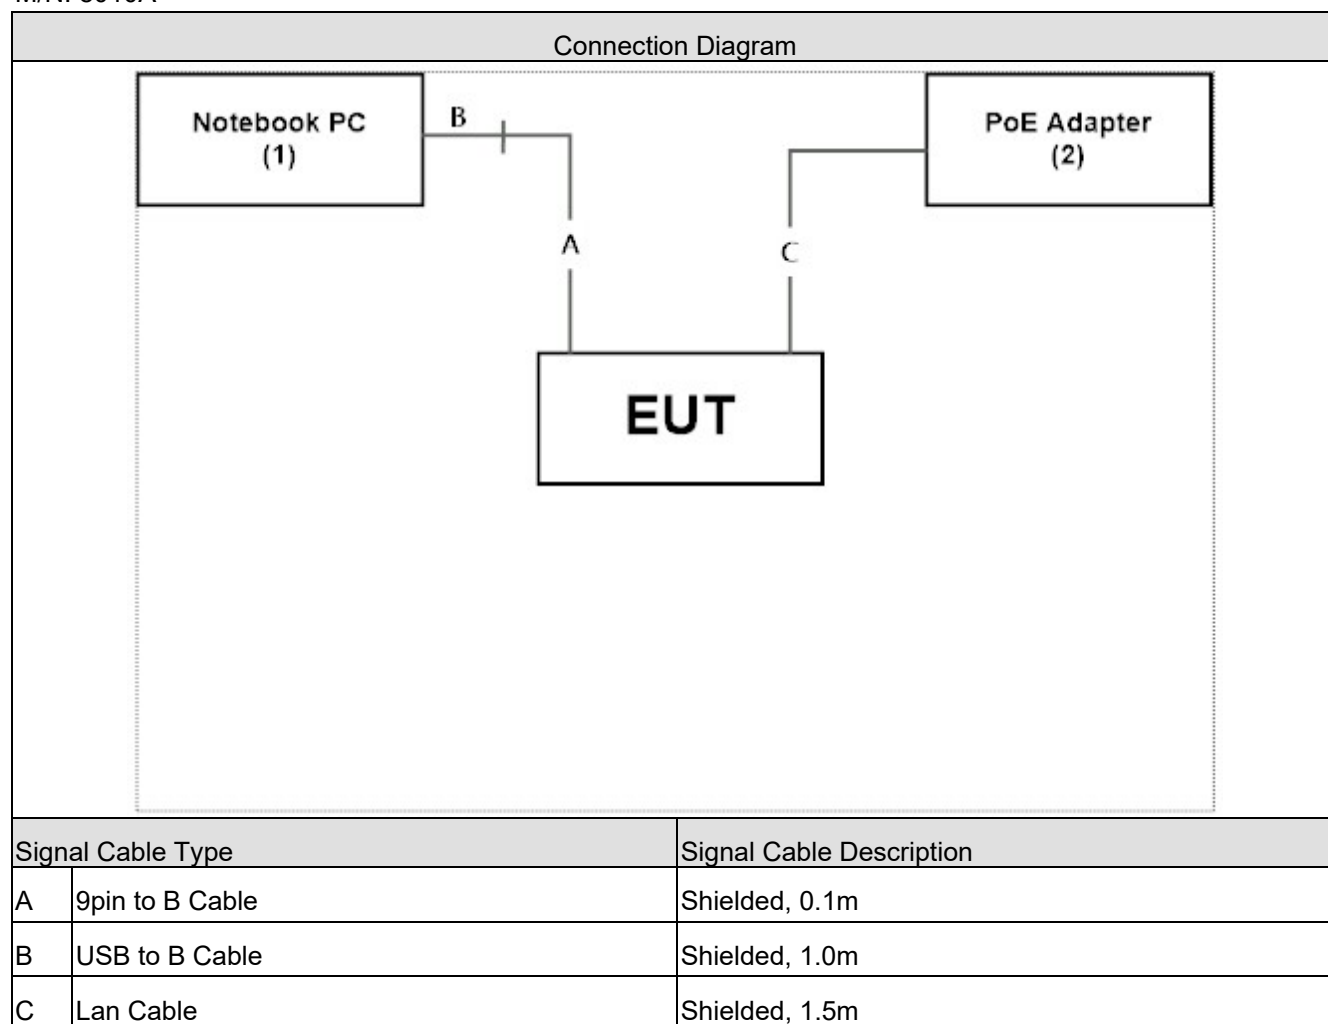 Connection Diagram
Notebook PC
(1)
B
PoE Adapter
(2)
A
C
EUT
Signal Cable Type Signal Cable Description
A 9pin to B Cable Shielded, 0.1m
B USB to B Cable Shielded, 1.0m
C Lan Cable Shielded, 1.5m